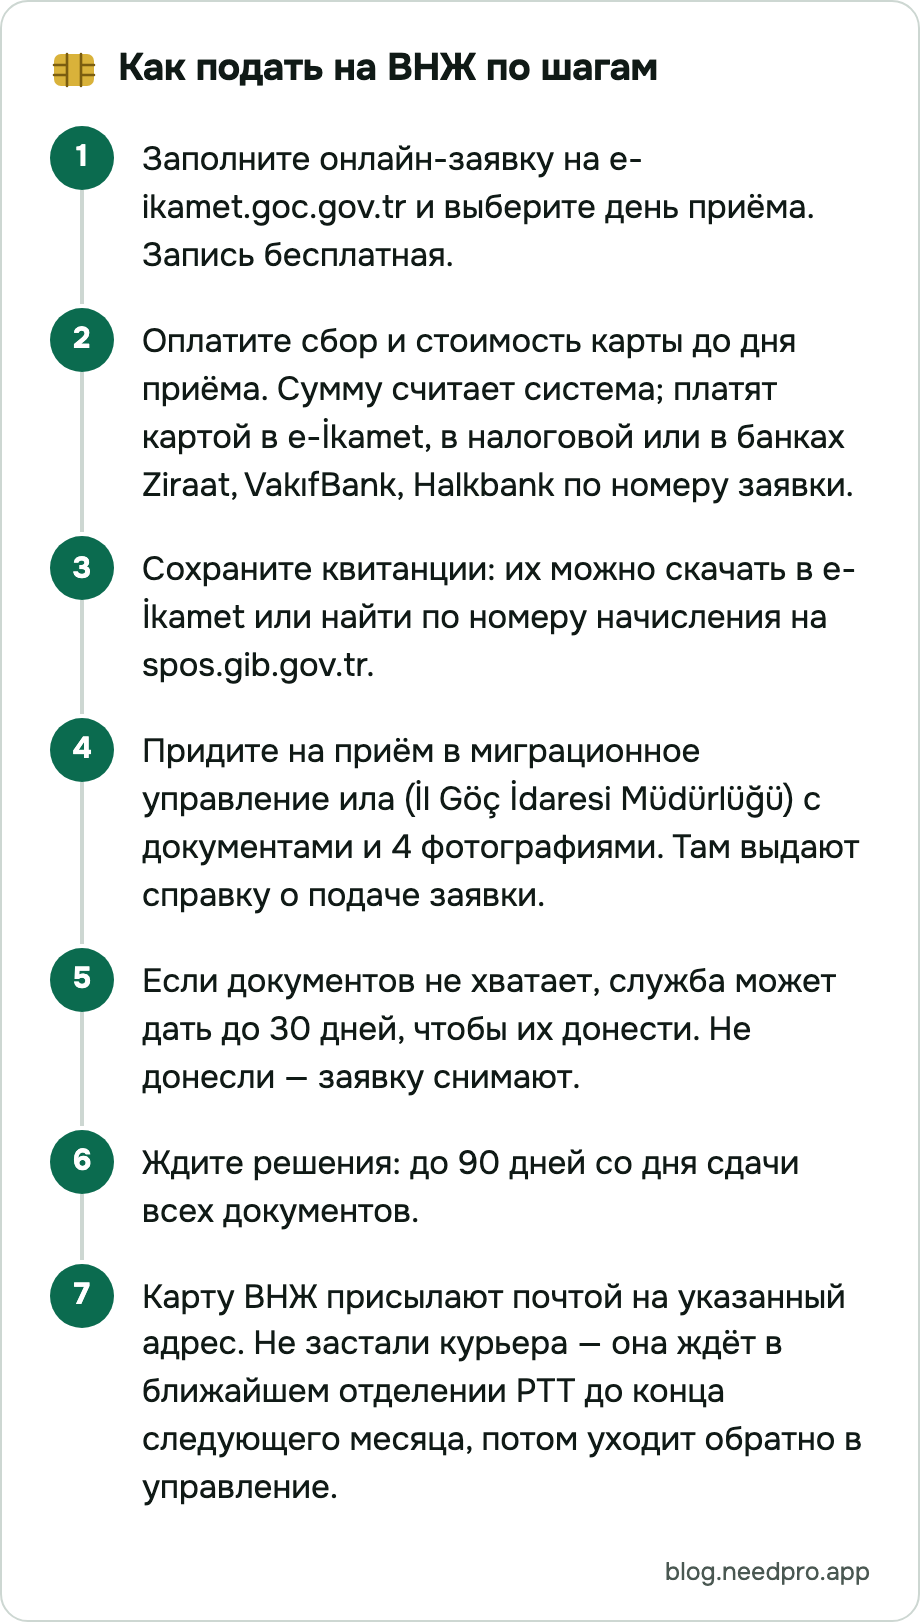 Как подать на ВНЖ по шагам
1
Заполните онлайн-заявку на e-
ikamet.goc.gov.tr и выберите день приёма.
Запись бесплатная.
2
Оплатите сбор и стоимость карты до дня
приёма. Сумму считает система; платят
картой в e-İkamet, в налоговой или в банках
Ziraat, VakıfBank, Halkbank по номеру заявки.
3
Сохраните квитанции: их можно скачать в e-
İkamet или найти по номеру начисления на
spos.gib.gov.tr.
4
Придите на приём в миграционное
управление ила (İl Göç İdaresi Müdürlüğü) с
документами и 4 фотографиями. Там выдают
справку о подаче заявки.
5
Если документов не хватает, служба может
дать до 30 дней, чтобы их донести. Не
донесли — заявку снимают.
6
Ждите решения: до 90 дней со дня сдачи
всех документов.
7
Карту ВНЖ присылают почтой на указанный
адрес. Не застали курьера — она ждёт в
ближайшем отделении PTT до конца
следующего месяца, потом уходит обратно в
управление.
blog.needpro.app